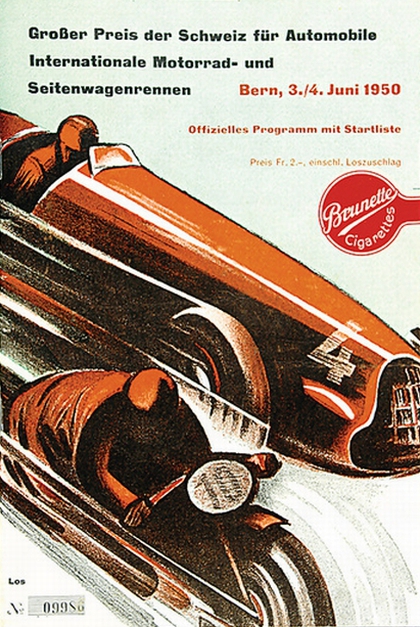 Großer Preis der Schweiz für Automobile
Internationale Motorrad- und
Seitenwagenrennen Bern, 3./4. Juni 1950
Offizielles Programm mit Startliste
Preis Fr. 2.-, einschl. Loszuschlag
Brunette
Cigarettes
4
Los
№ 09986